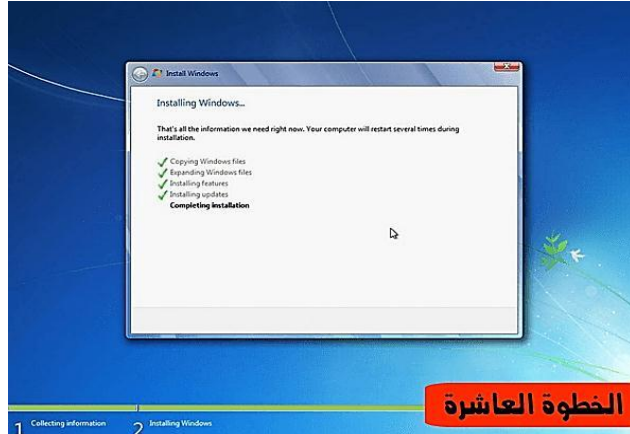 Install Windows
Installing Windows...
That's all the information we need right now. Your computer will restart several times during
installation.
Copying Windows files
Expanding Windows files
Installing features
Installing updates
Completing installation
الخطوة العاشرة
1 Collecting information
2 Installing Windows